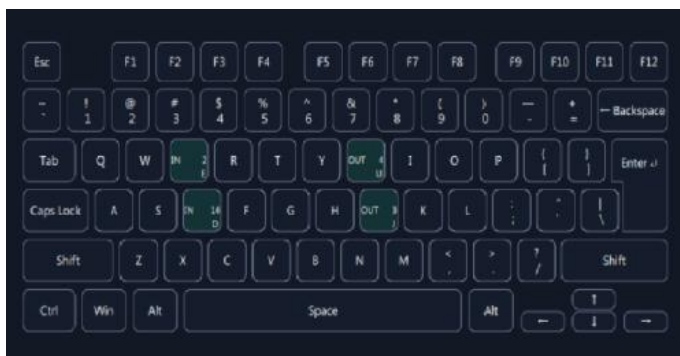 Esc F1 F2 F3 F4 F5 F6 F7 F8 F9 F10 F11 F12
~ ! @ # $ % ^ & * ( ) — +
` 1 2 3 4 5 6 7 8 9 0 - = ← Backspace
Tab Q W IN 2 E R T Y OUT 4 U I O P { [ } ] Enter ↲
Caps Lock A S IN 16 D F G H OUT J K L : ; " | \
Shift Z X C V B N M < , > . ? / Shift
Ctrl Win Alt Space Alt ← ↑ ↓ →